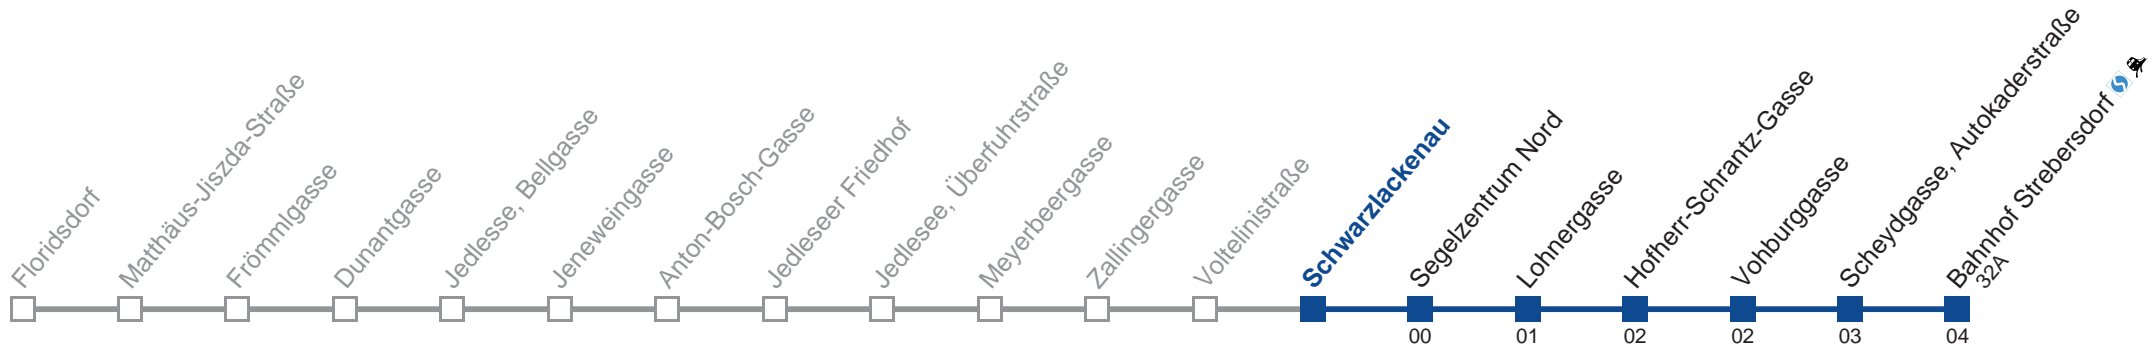 Floridsdorf
Matthäus-Jiszda-Straße
Frömmlgasse
Dunantgasse
Jedlesse, Bellgasse
Jeneweingasse
Anton-Bosch-Gasse
Jedleseer Friedhof
Jedlesee, Überfuhrstraße
Meyerbeergasse
Zallingergasse
Voltelinistraße
Schwarzlackenau
Segelzentrum Nord
Lohnergasse
Hofherr-Schrantz-Gasse
Vohburggasse
Scheydgasse, Autokaderstraße
Bahnhof Strebersdorf
32A
00
01
02
02
03
04